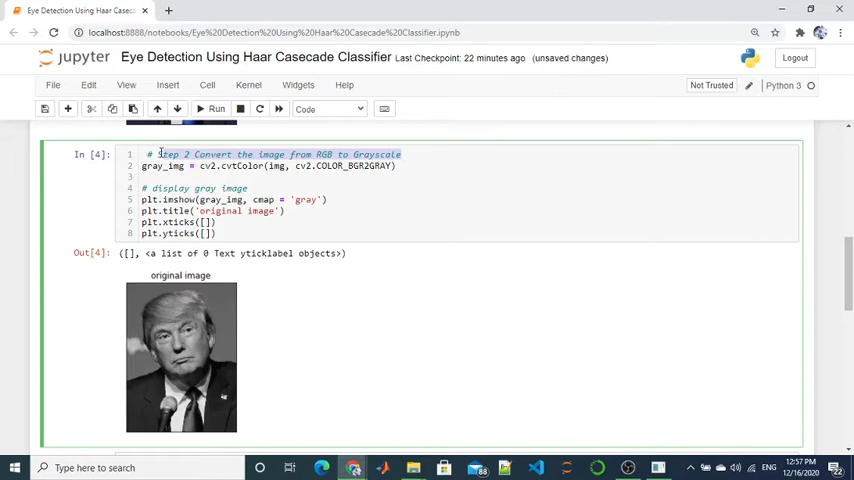 Eye Detection Using Haar Casecad
localhost:8888/notebooks/Eye%20Detection%20Using%20Haar%20Casecade%20Classifier.ipynb
jupyter Eye Detection Using Haar Casecade Classifier Last Checkpoint: 22 minutes ago (unsaved changes) Logout
File Edit View Insert Cell Kernel Widgets Help Not Trusted Python 3
Run Code
In [4]:
1 # Step 2 Convert the image from RGB to Grayscale
2 gray_img = cv2.cvtColor(img, cv2.COLOR_BGR2GRAY)
3
4 # display gray image
5 plt.imshow(gray_img, cmap = 'gray')
6 plt.title('original image')
7 plt.xticks([])
8 plt.yticks([])
Out[4]: ([], <a list of 0 Text yticklabel objects>)
original image
Type here to search
88
ENG
12:57 PM
12/16/2020
22